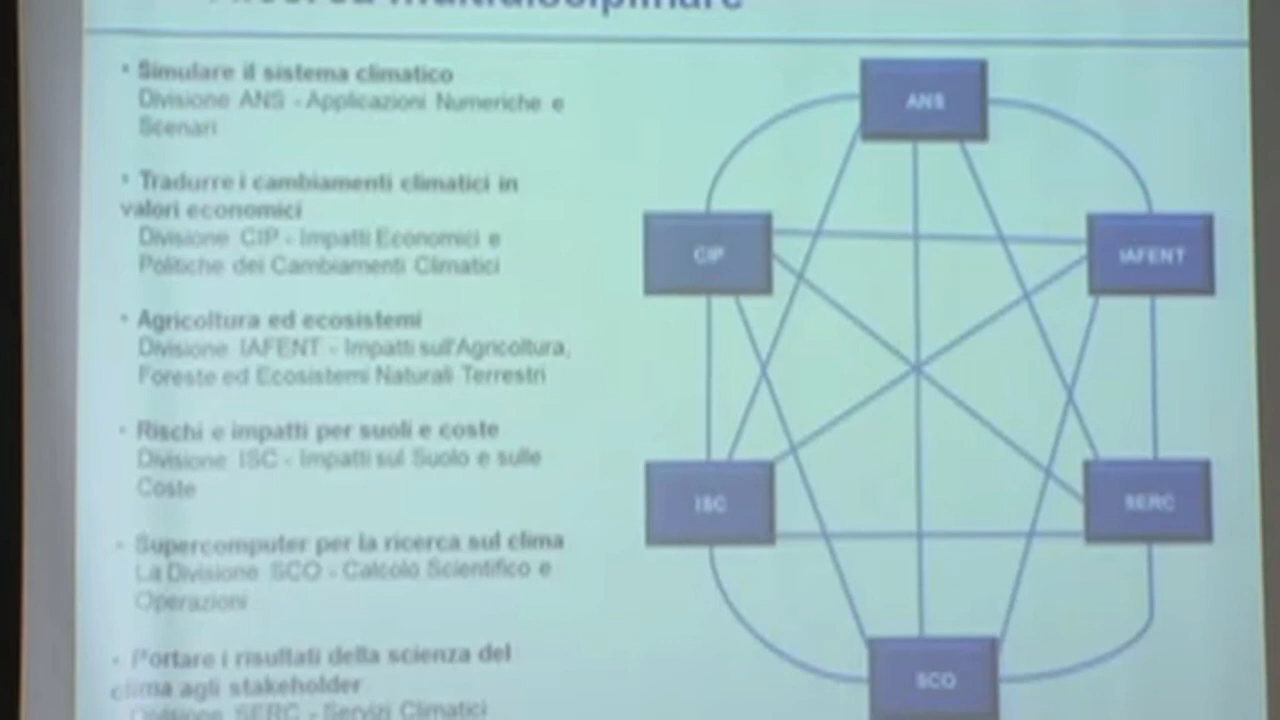 Ricerca multidisciplinare
• Simulare il sistema climatico
Divisione ANS - Applicazioni Numeriche e
Scenari
• Tradurre i cambiamenti climatici in
valori economici
Divisione CIP - Impatti Economici e
Politiche dei Cambiamenti Climatici
• Agricoltura ed ecosistemi
Divisione IAFENT - Impatti sull'Agricoltura,
Foreste ed Ecosistemi Naturali Terrestri
• Rischi e impatti per suoli e coste
Divisione ISC - Impatti sul Suolo e sulle
Coste
• Supercomputer per la ricerca sul clima
La Divisione SCO - Calcolo Scientifico e
Operazioni
• Portare i risultati della scienza del
clima agli stakeholder
Divisione SERC - Servizi Climatici
ANS
CIP
IAFENT
ISC
SERC
SCO